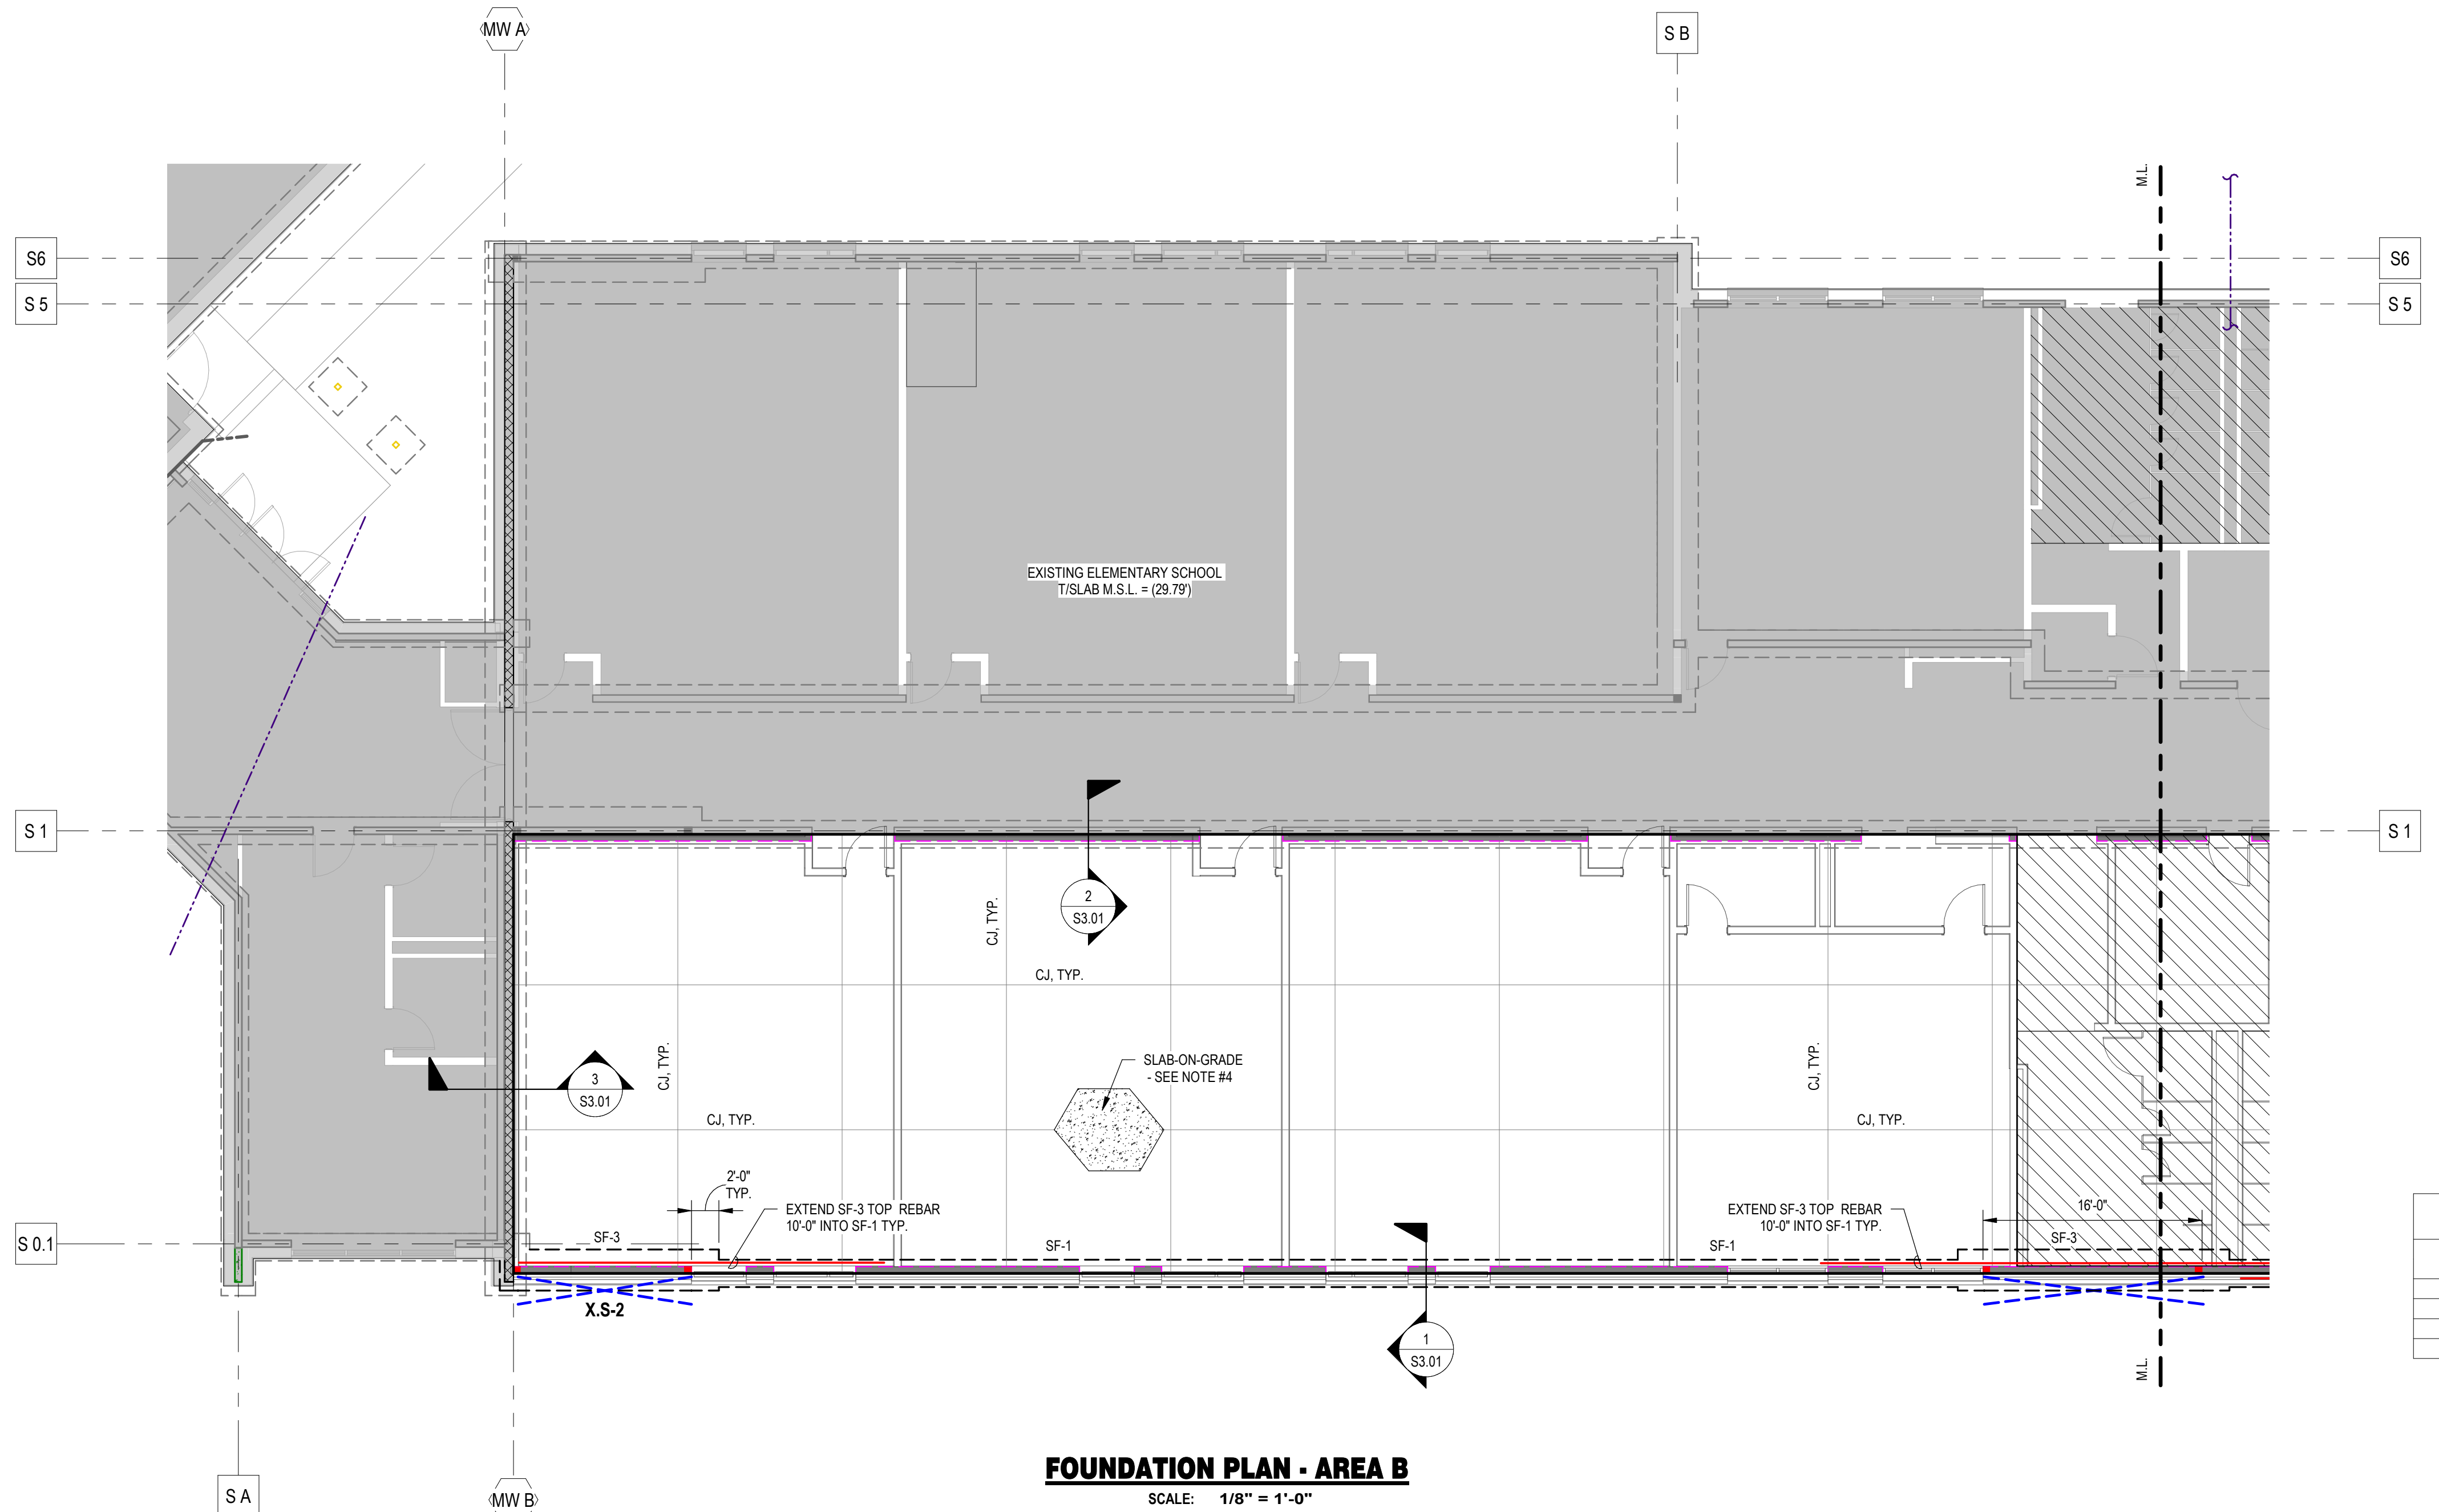 MW A
S B
M.L.
S6
S6
S 5
S 5
EXISTING ELEMENTARY SCHOOL
T/SLAB M.S.L. = (29.79')
S 1
S 1
2
S3.01
CJ, TYP.
CJ, TYP.
SLAB-ON-GRADE
- SEE NOTE #4
CJ, TYP.
CJ, TYP.
3
S3.01
CJ, TYP.
CJ, TYP.
2'-0"
TYP.
EXTEND SF-3 TOP REBAR
10'-0" INTO SF-1 TYP.
EXTEND SF-3 TOP REBAR
10'-0" INTO SF-1 TYP.
16'-0"
S 0.1
SF-3
SF-1
SF-1
SF-3
X.S-2
1
S3.01
M.L.
S A
MW B
FOUNDATION PLAN - AREA B
SCALE: 1/8" = 1'-0"